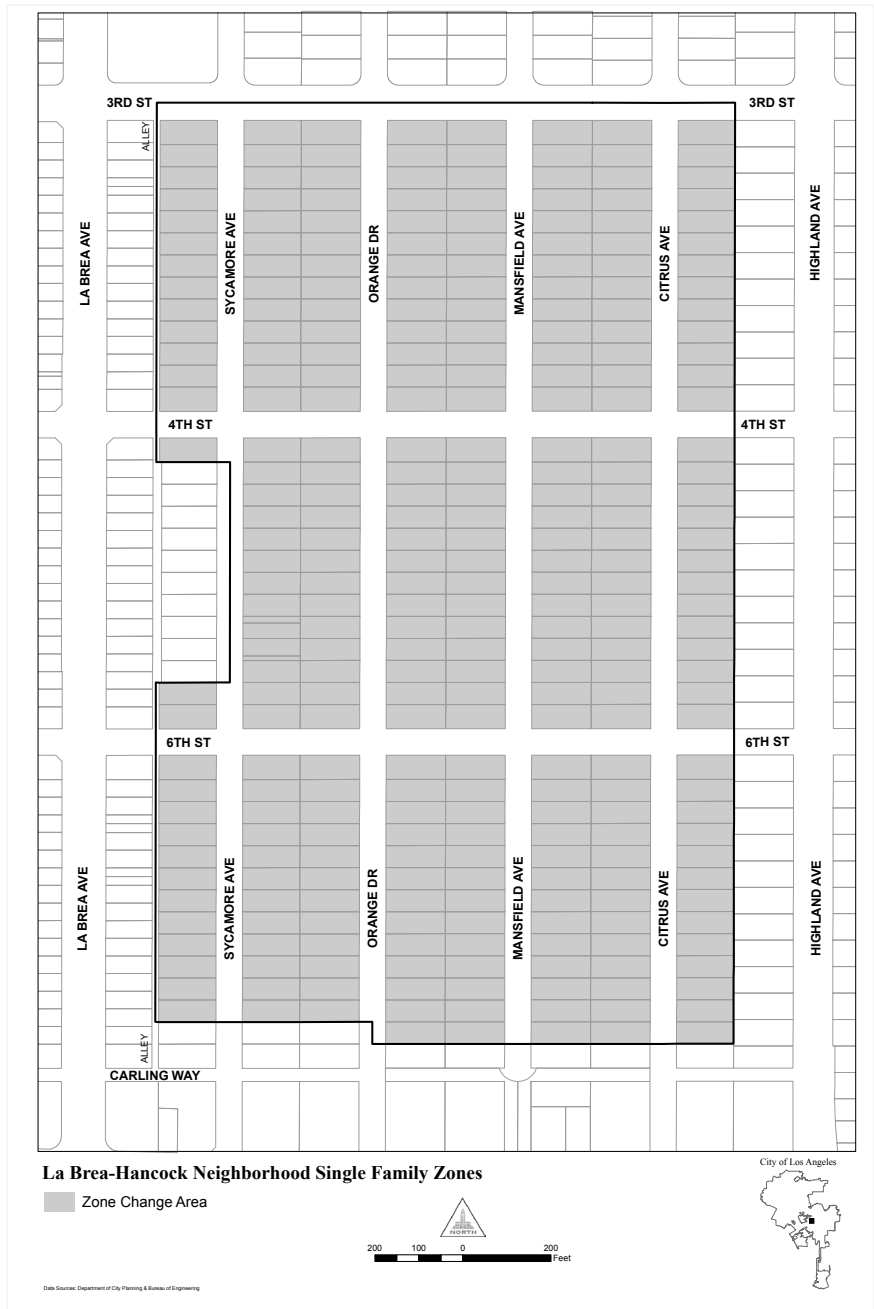 3RD ST
3RD ST
ALLEY
LA BREA AVE
SYCAMORE AVE
ORANGE DR
MANSFIELD AVE
CITRUS AVE
HIGHLAND AVE
4TH ST
4TH ST
6TH ST
6TH ST
LA BREA AVE
SYCAMORE AVE
ORANGE DR
MANSFIELD AVE
CITRUS AVE
HIGHLAND AVE
ALLEY
CARLING WAY
La Brea-Hancock Neighborhood Single Family Zones
City of Los Angeles
Zone Change Area
NORTH
200 100 0 200
Feet
Data Sources: Department of City Planning & Bureau of Engineering